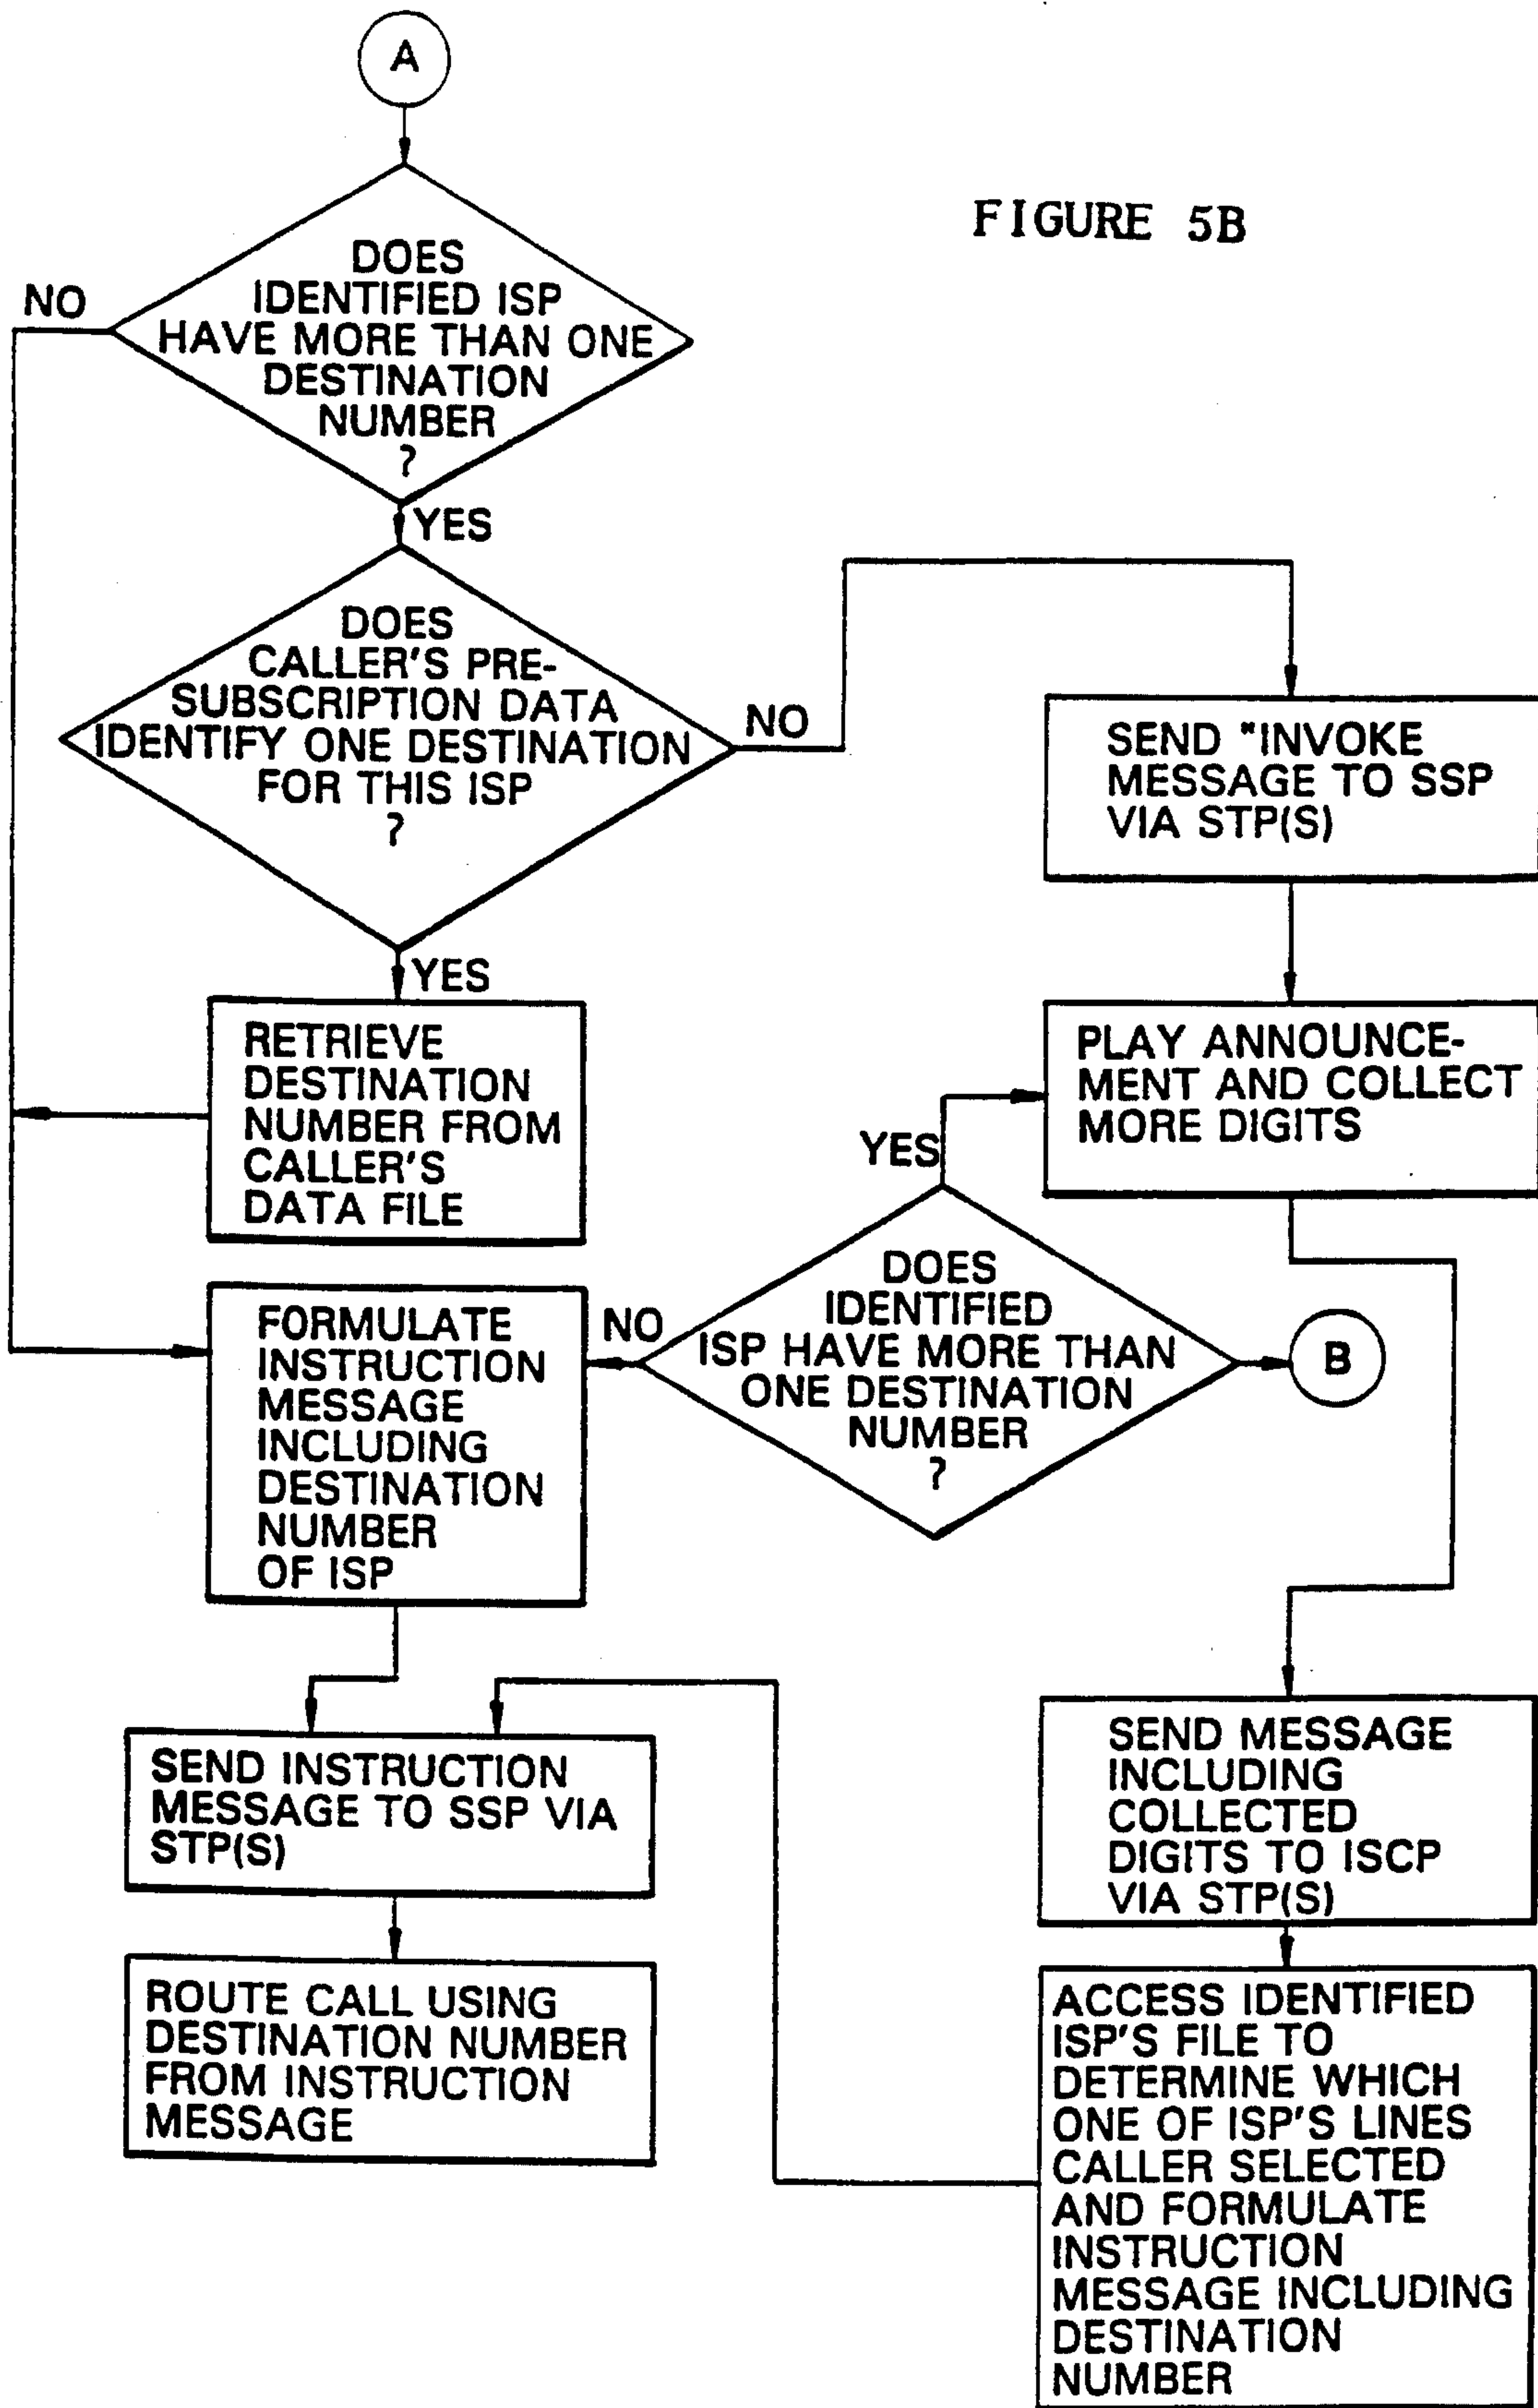 A
FIGURE 5B
DOES
IDENTIFIED ISP
HAVE MORE THAN ONE
DESTINATION
NUMBER
?
NO
YES
DOES
CALLER'S PRE-
SUBSCRIPTION DATA
IDENTIFY ONE DESTINATION
FOR THIS ISP
?
NO
YES
SEND "INVOKE
MESSAGE TO SSP
VIA STP(S)
RETRIEVE
DESTINATION
NUMBER FROM
CALLER'S
DATA FILE
PLAY ANNOUNCE-
MENT AND COLLECT
MORE DIGITS
YES
DOES
IDENTIFIED
ISP HAVE MORE THAN
ONE DESTINATION
NUMBER
?
NO
B
FORMULATE
INSTRUCTION
MESSAGE
INCLUDING
DESTINATION
NUMBER
OF ISP
SEND INSTRUCTION
MESSAGE TO SSP VIA
STP(S)
ROUTE CALL USING
DESTINATION NUMBER
FROM INSTRUCTION
MESSAGE
SEND MESSAGE
INCLUDING
COLLECTED
DIGITS TO ISCP
VIA STP(S)
ACCESS IDENTIFIED
ISP'S FILE TO
DETERMINE WHICH
ONE OF ISP'S LINES
CALLER SELECTED
AND FORMULATE
INSTRUCTION
MESSAGE INCLUDING
DESTINATION
NUMBER